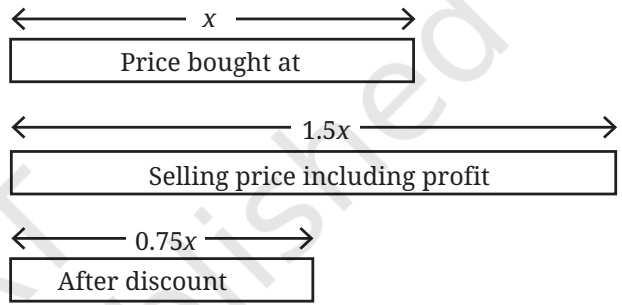 x
Price bought at
1.5x
Selling price including profit
0.75x
After discount